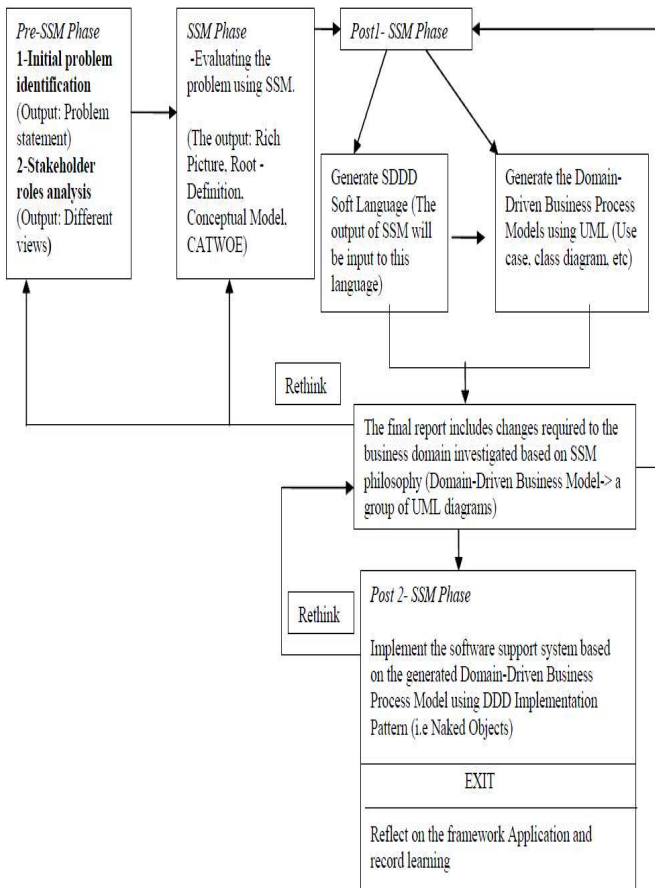 Pre-SSM Phase
1-Initial problem
identification
(Output: Problem
statement)
2-Stakeholder
roles analysis
(Output: Different
views)
SSM Phase
-Evaluating the
problem using SSM.
(The output: Rich
Picture, Root -
Definition,
Conceptual Model,
CATWOE)
Post1- SSM Phase
Generate SDDD
Soft Language (The
output of SSM will
be input to this
language)
Generate the Domain-
Driven Business Process
Models using UML (Use
case, class diagram, etc)
Rethink
The final report includes changes required to the
business domain investigated based on SSM
philosophy (Domain-Driven Business Model-> a
group of UML diagrams)
Rethink
Post 2- SSM Phase
Implement the software support system based
on the generated Domain-Driven Business
Process Model using DDD Implementation
Pattern (i.e Naked Objects)
EXIT
Reflect on the framework Application and
record learning